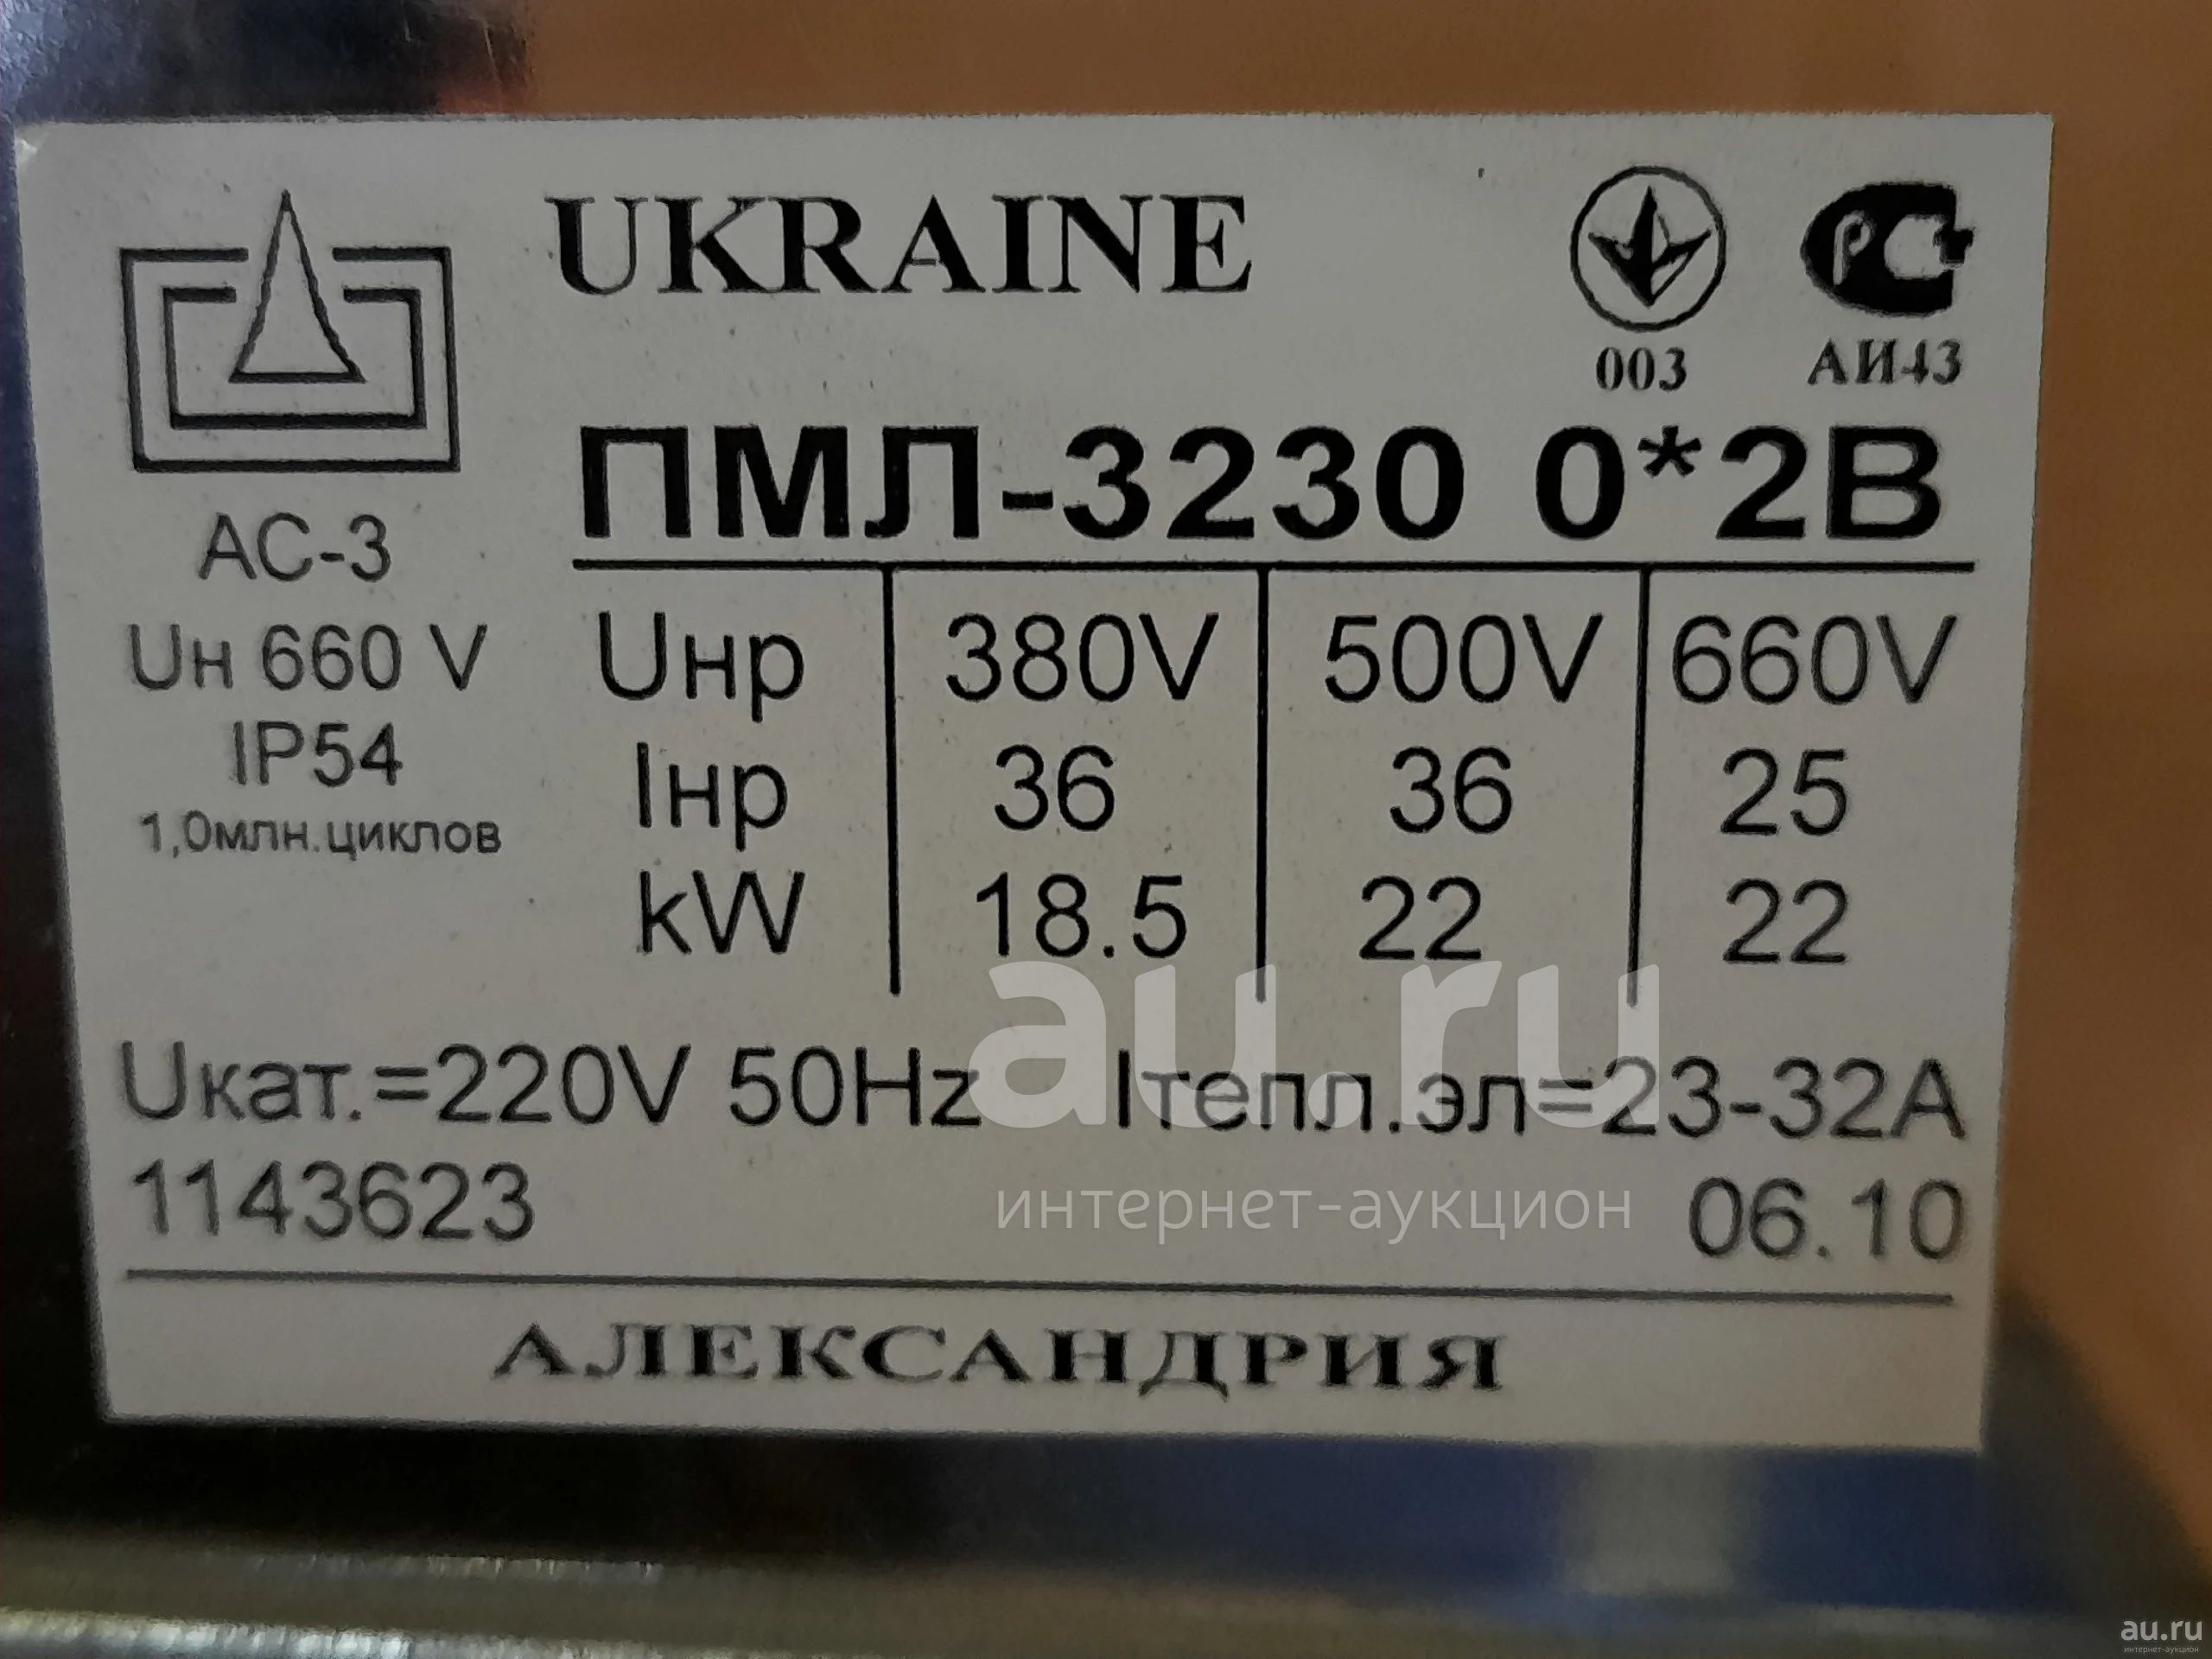 UKRAINE
003
АИ43
ПМЛ-3230 0*2В
АС-3
Uн 660 V
IP54
1,0млн.циклов
Uнр 380V 500V 660V
Iнр 36 36 25
kW 18.5 22 22
Uкат.=220V 50Hz Iтепл.эл=23-32А
1143623 06.10
АЛЕКСАНДРИЯ
au.ru
интернет-аукцион
au.ru
интернет-аукцион